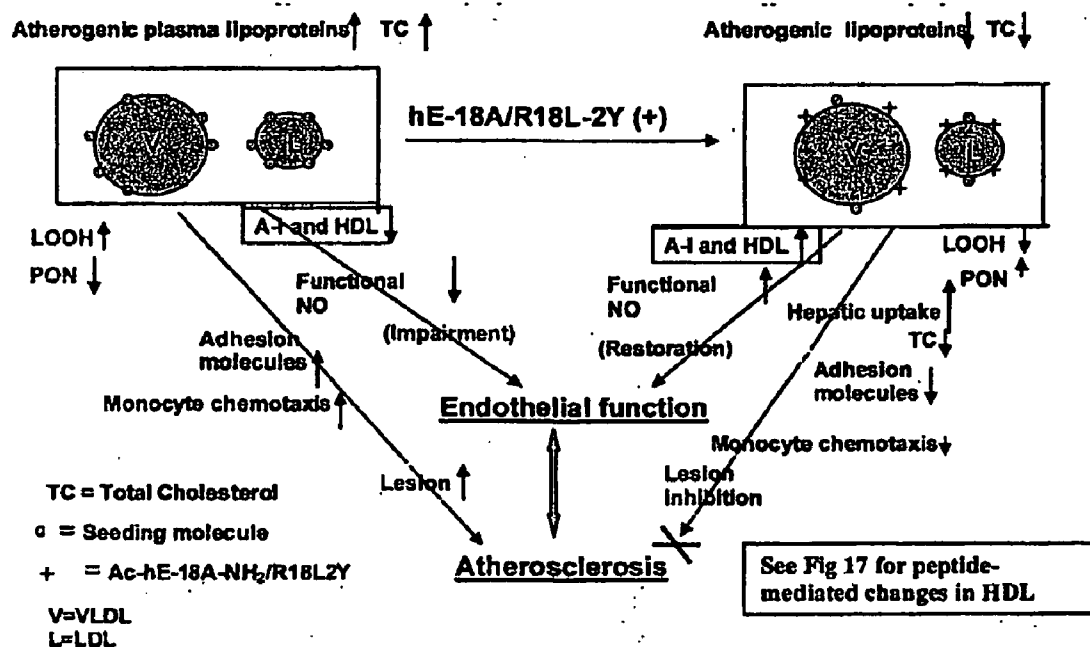 Atherogenic plasma lipoproteins↑ TC ↑
Atherogenic lipoproteins↓ TC↓
V
L
hE-18A/R18L-2Y (+)
V
L
A-I and HDL↓
A-I and HDL↑
LOOH ↑
PON ↓
LOOH ↓
PON ↑
Functional
NO ↓
Functional
NO ↑
Hepatic uptake ↑
TC↓
(Impairment)
(Restoration)
Adhesion
molecules ↑
Adhesion
molecules ↓
Monocyte chemotaxis ↑
Endothelial function
Monocyte chemotaxis↓
Lesion ↑
Lesion
inhibition
TC = Total Cholesterol
= Seeding molecule
+ = Ac-hE-18A-NH₂/R18L2Y
V=VLDL
L=LDL
Atherosclerosis
See Fig 17 for peptide-
mediated changes in HDL